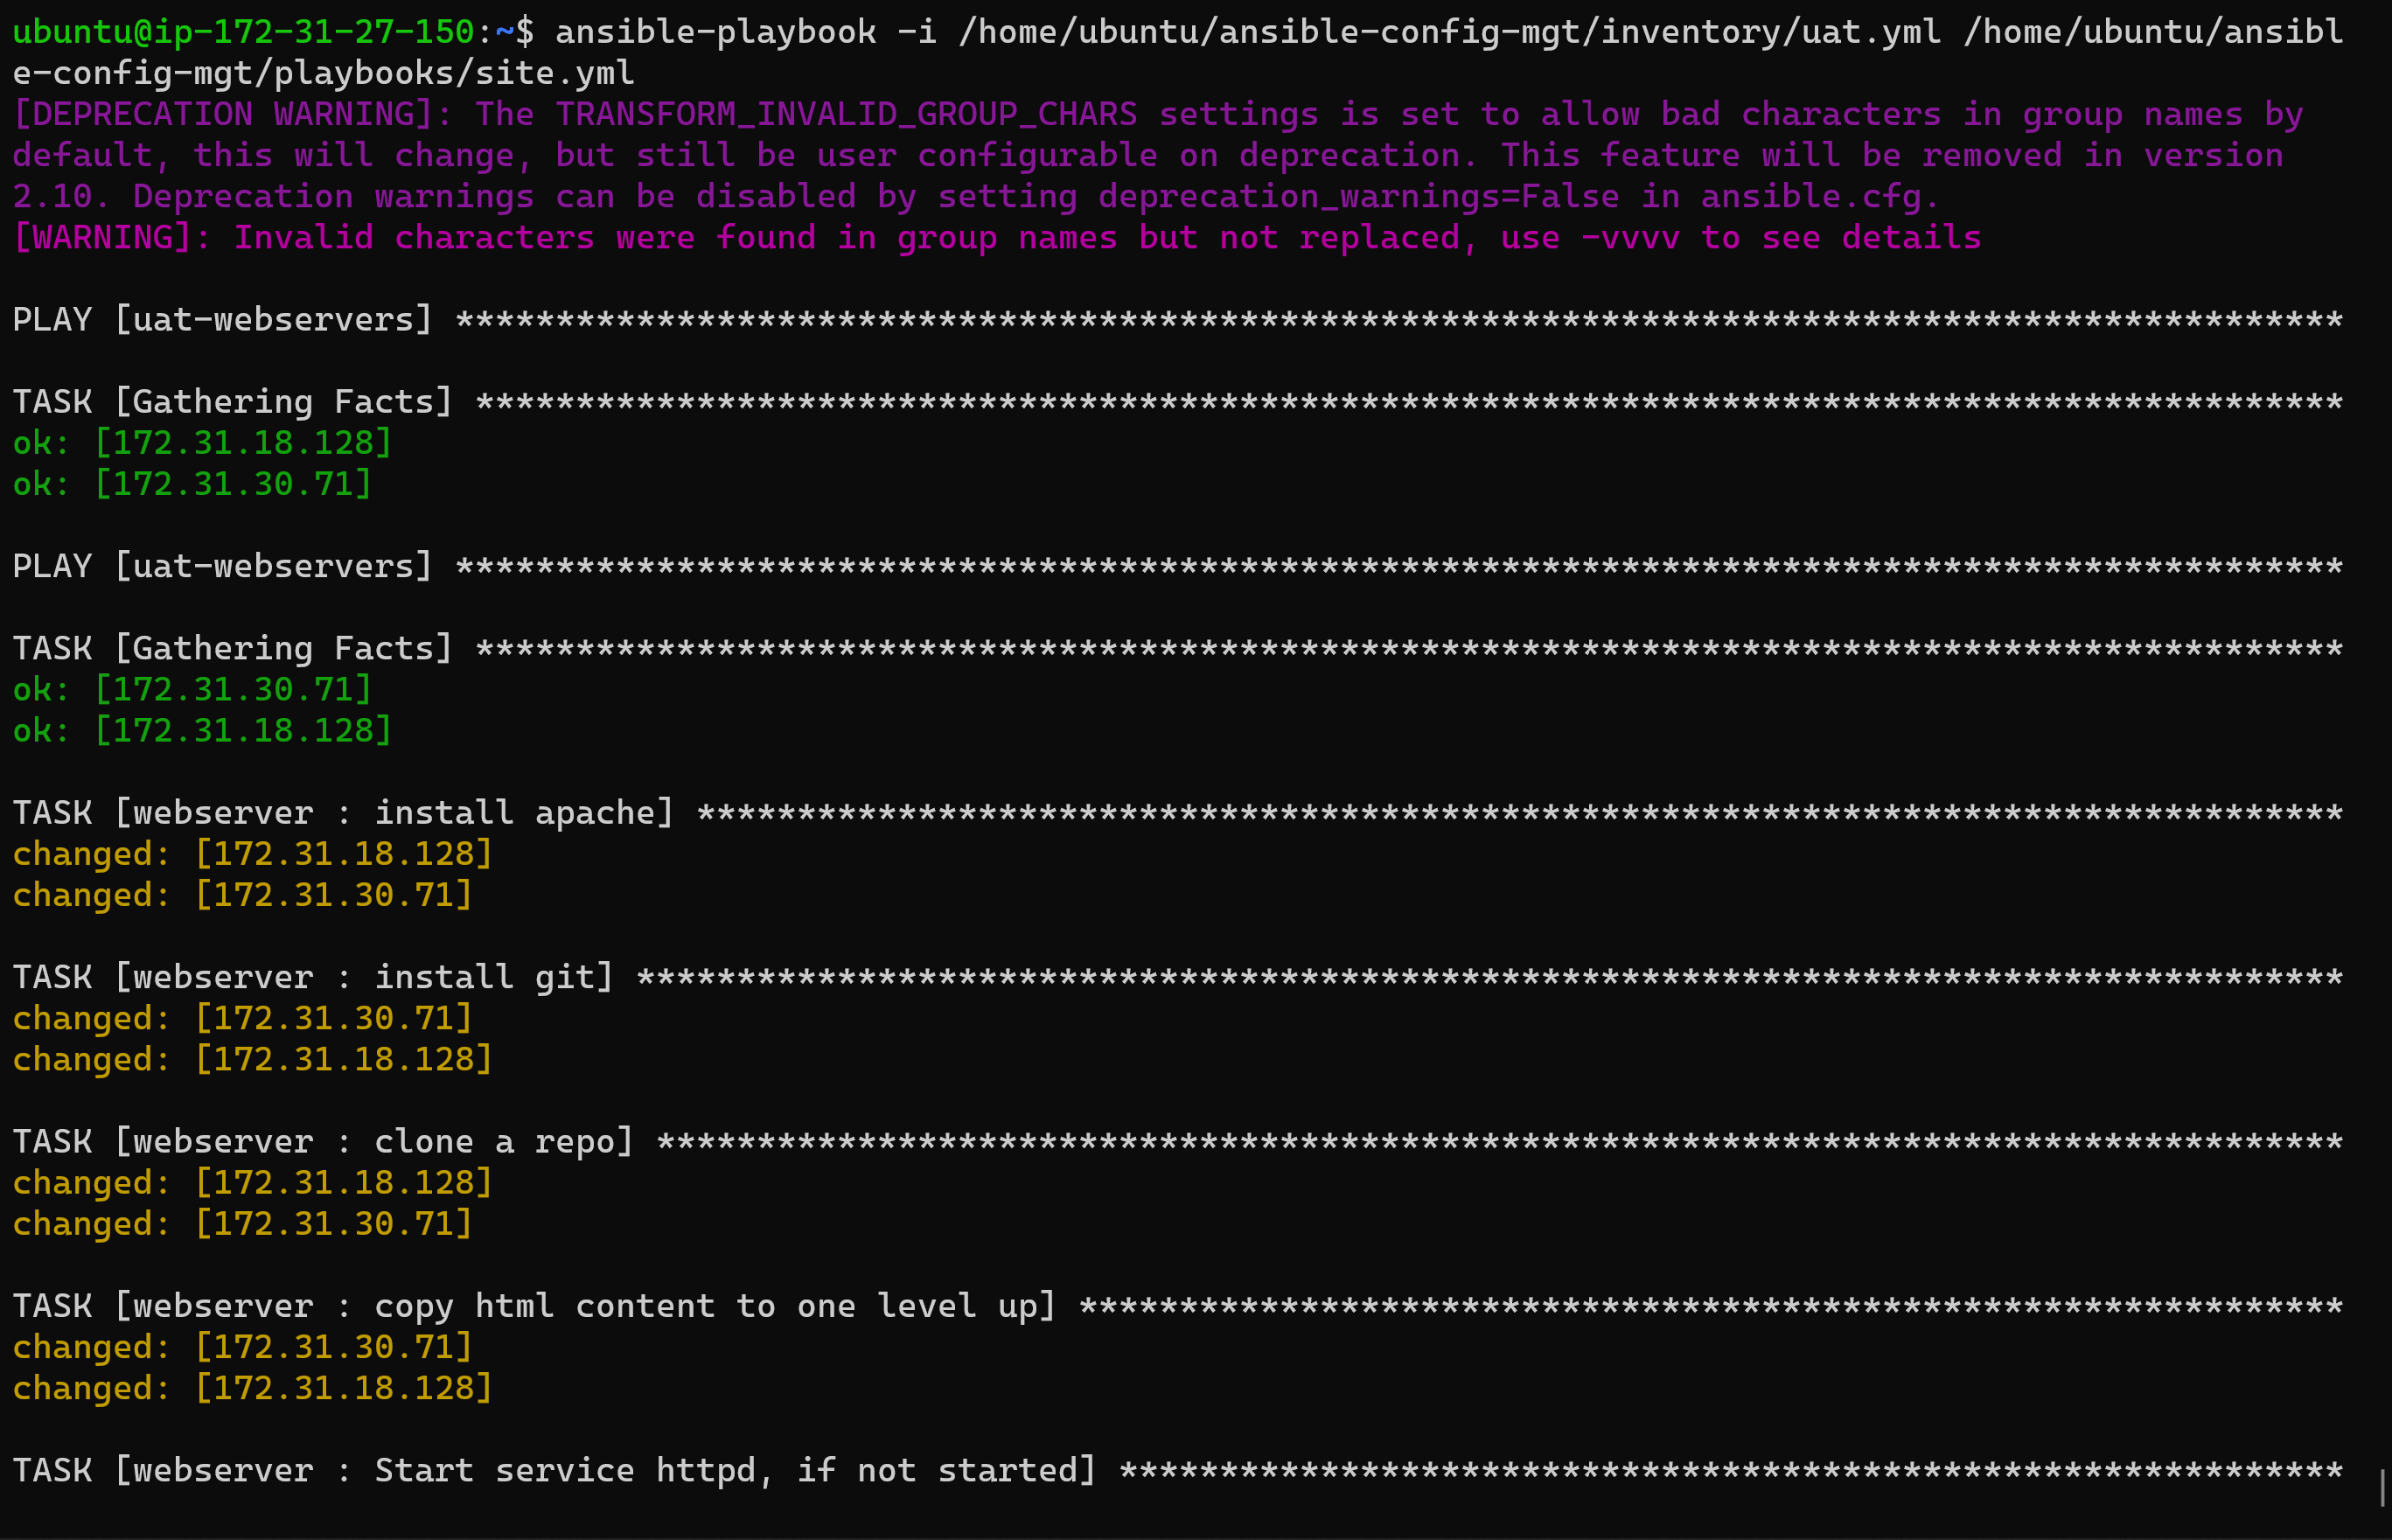 ubuntu@ip-172-31-27-150:~$ ansible-playbook -i /home/ubuntu/ansible-config-mgt/inventory/uat.yml /home/ubuntu/ansibl
e-config-mgt/playbooks/site.yml
[DEPRECATION WARNING]: The TRANSFORM_INVALID_GROUP_CHARS settings is set to allow bad characters in group names by
default, this will change, but still be user configurable on deprecation. This feature will be removed in version
2.10. Deprecation warnings can be disabled by setting deprecation_warnings=False in ansible.cfg.
[WARNING]: Invalid characters were found in group names but not replaced, use -vvvv to see details
PLAY [uat-webservers] **********************************************************************************************
TASK [Gathering Facts] *********************************************************************************************
ok: [172.31.18.128]
ok: [172.31.30.71]
PLAY [uat-webservers] **********************************************************************************************
TASK [Gathering Facts] *********************************************************************************************
ok: [172.31.30.71]
ok: [172.31.18.128]
TASK [webserver : install apache] **********************************************************************************
changed: [172.31.18.128]
changed: [172.31.30.71]
TASK [webserver : install git] *************************************************************************************
changed: [172.31.30.71]
changed: [172.31.18.128]
TASK [webserver : clone a repo] ************************************************************************************
changed: [172.31.18.128]
changed: [172.31.30.71]
TASK [webserver : copy html content to one level up] ***************************************************************
changed: [172.31.30.71]
changed: [172.31.18.128]
TASK [webserver : Start service httpd, if not started] *************************************************************